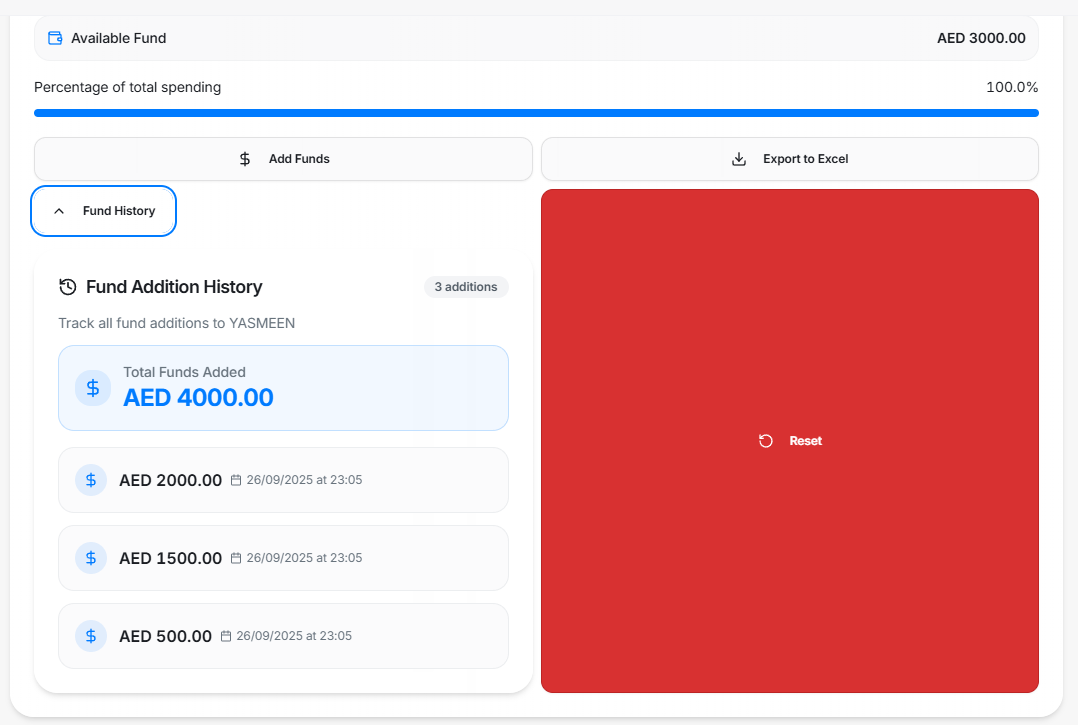 Available Fund AED 3000.00
Percentage of total spending 100.0%
Add Funds Export to Excel
Fund History
Fund Addition History 3 additions
Track all fund additions to YASMEEN
Total Funds Added
AED 4000.00
AED 2000.00 26/09/2025 at 23:05
Reset
AED 1500.00 26/09/2025 at 23:05
AED 500.00 26/09/2025 at 23:05